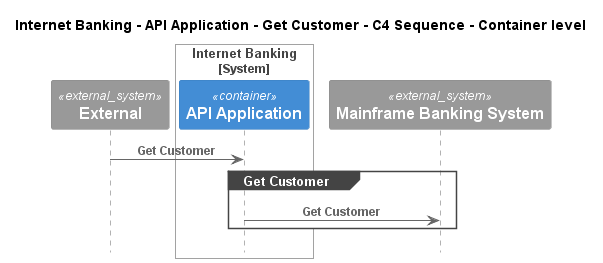 Internet Banking - API Application - Get Customer - C4 Sequence - Container level
Internet Banking
[System]
«external_system»
External
«container»
API Application
«external_system»
Mainframe Banking System
Get Customer
Get Customer
Get Customer